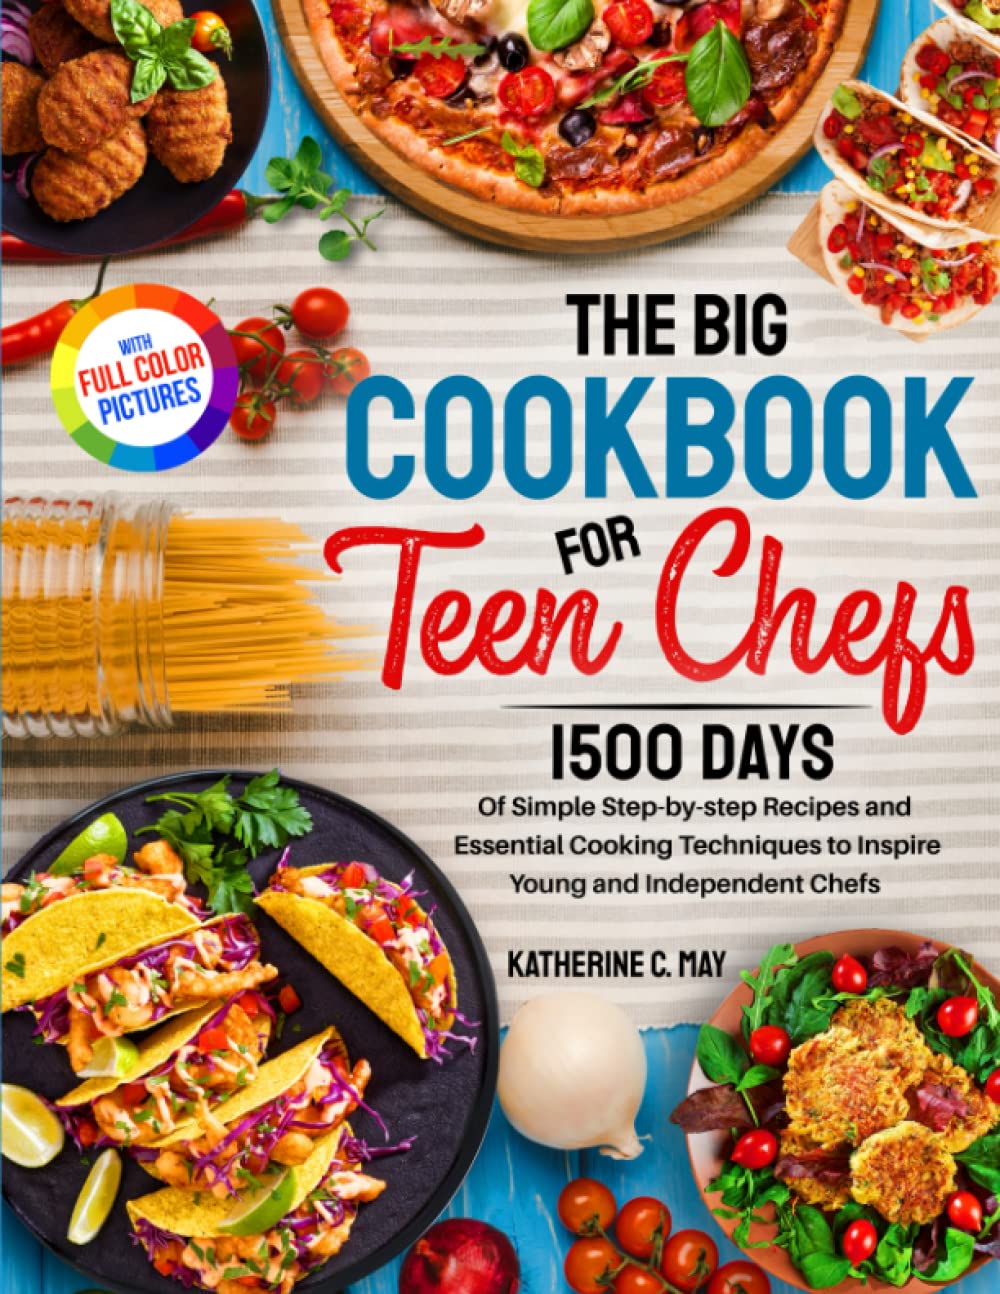 THE BIG
COOKBOOK
FOR
Teen Chefs
WITH
FULL COLOR
PICTURES
1500 DAYS
Of Simple Step-by-step Recipes and
Essential Cooking Techniques to Inspire
Young and Independent Chefs
KATHERINE C. MAY